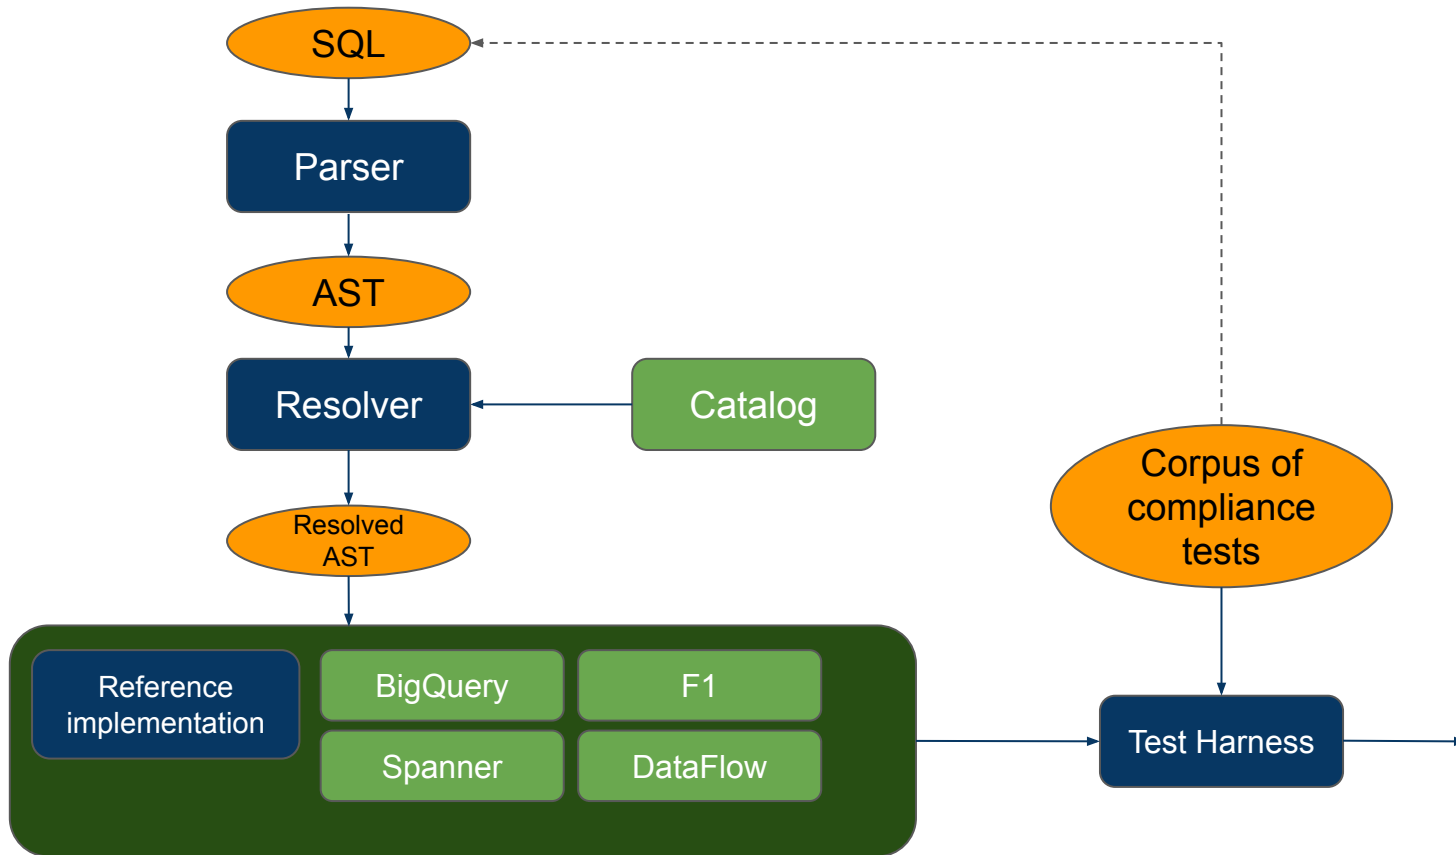 SQL
Parser
AST
Resolver
Catalog
Resolved
AST
Corpus of
compliance
tests
Reference
implementation
BigQuery
F1
Spanner
DataFlow
Test Harness